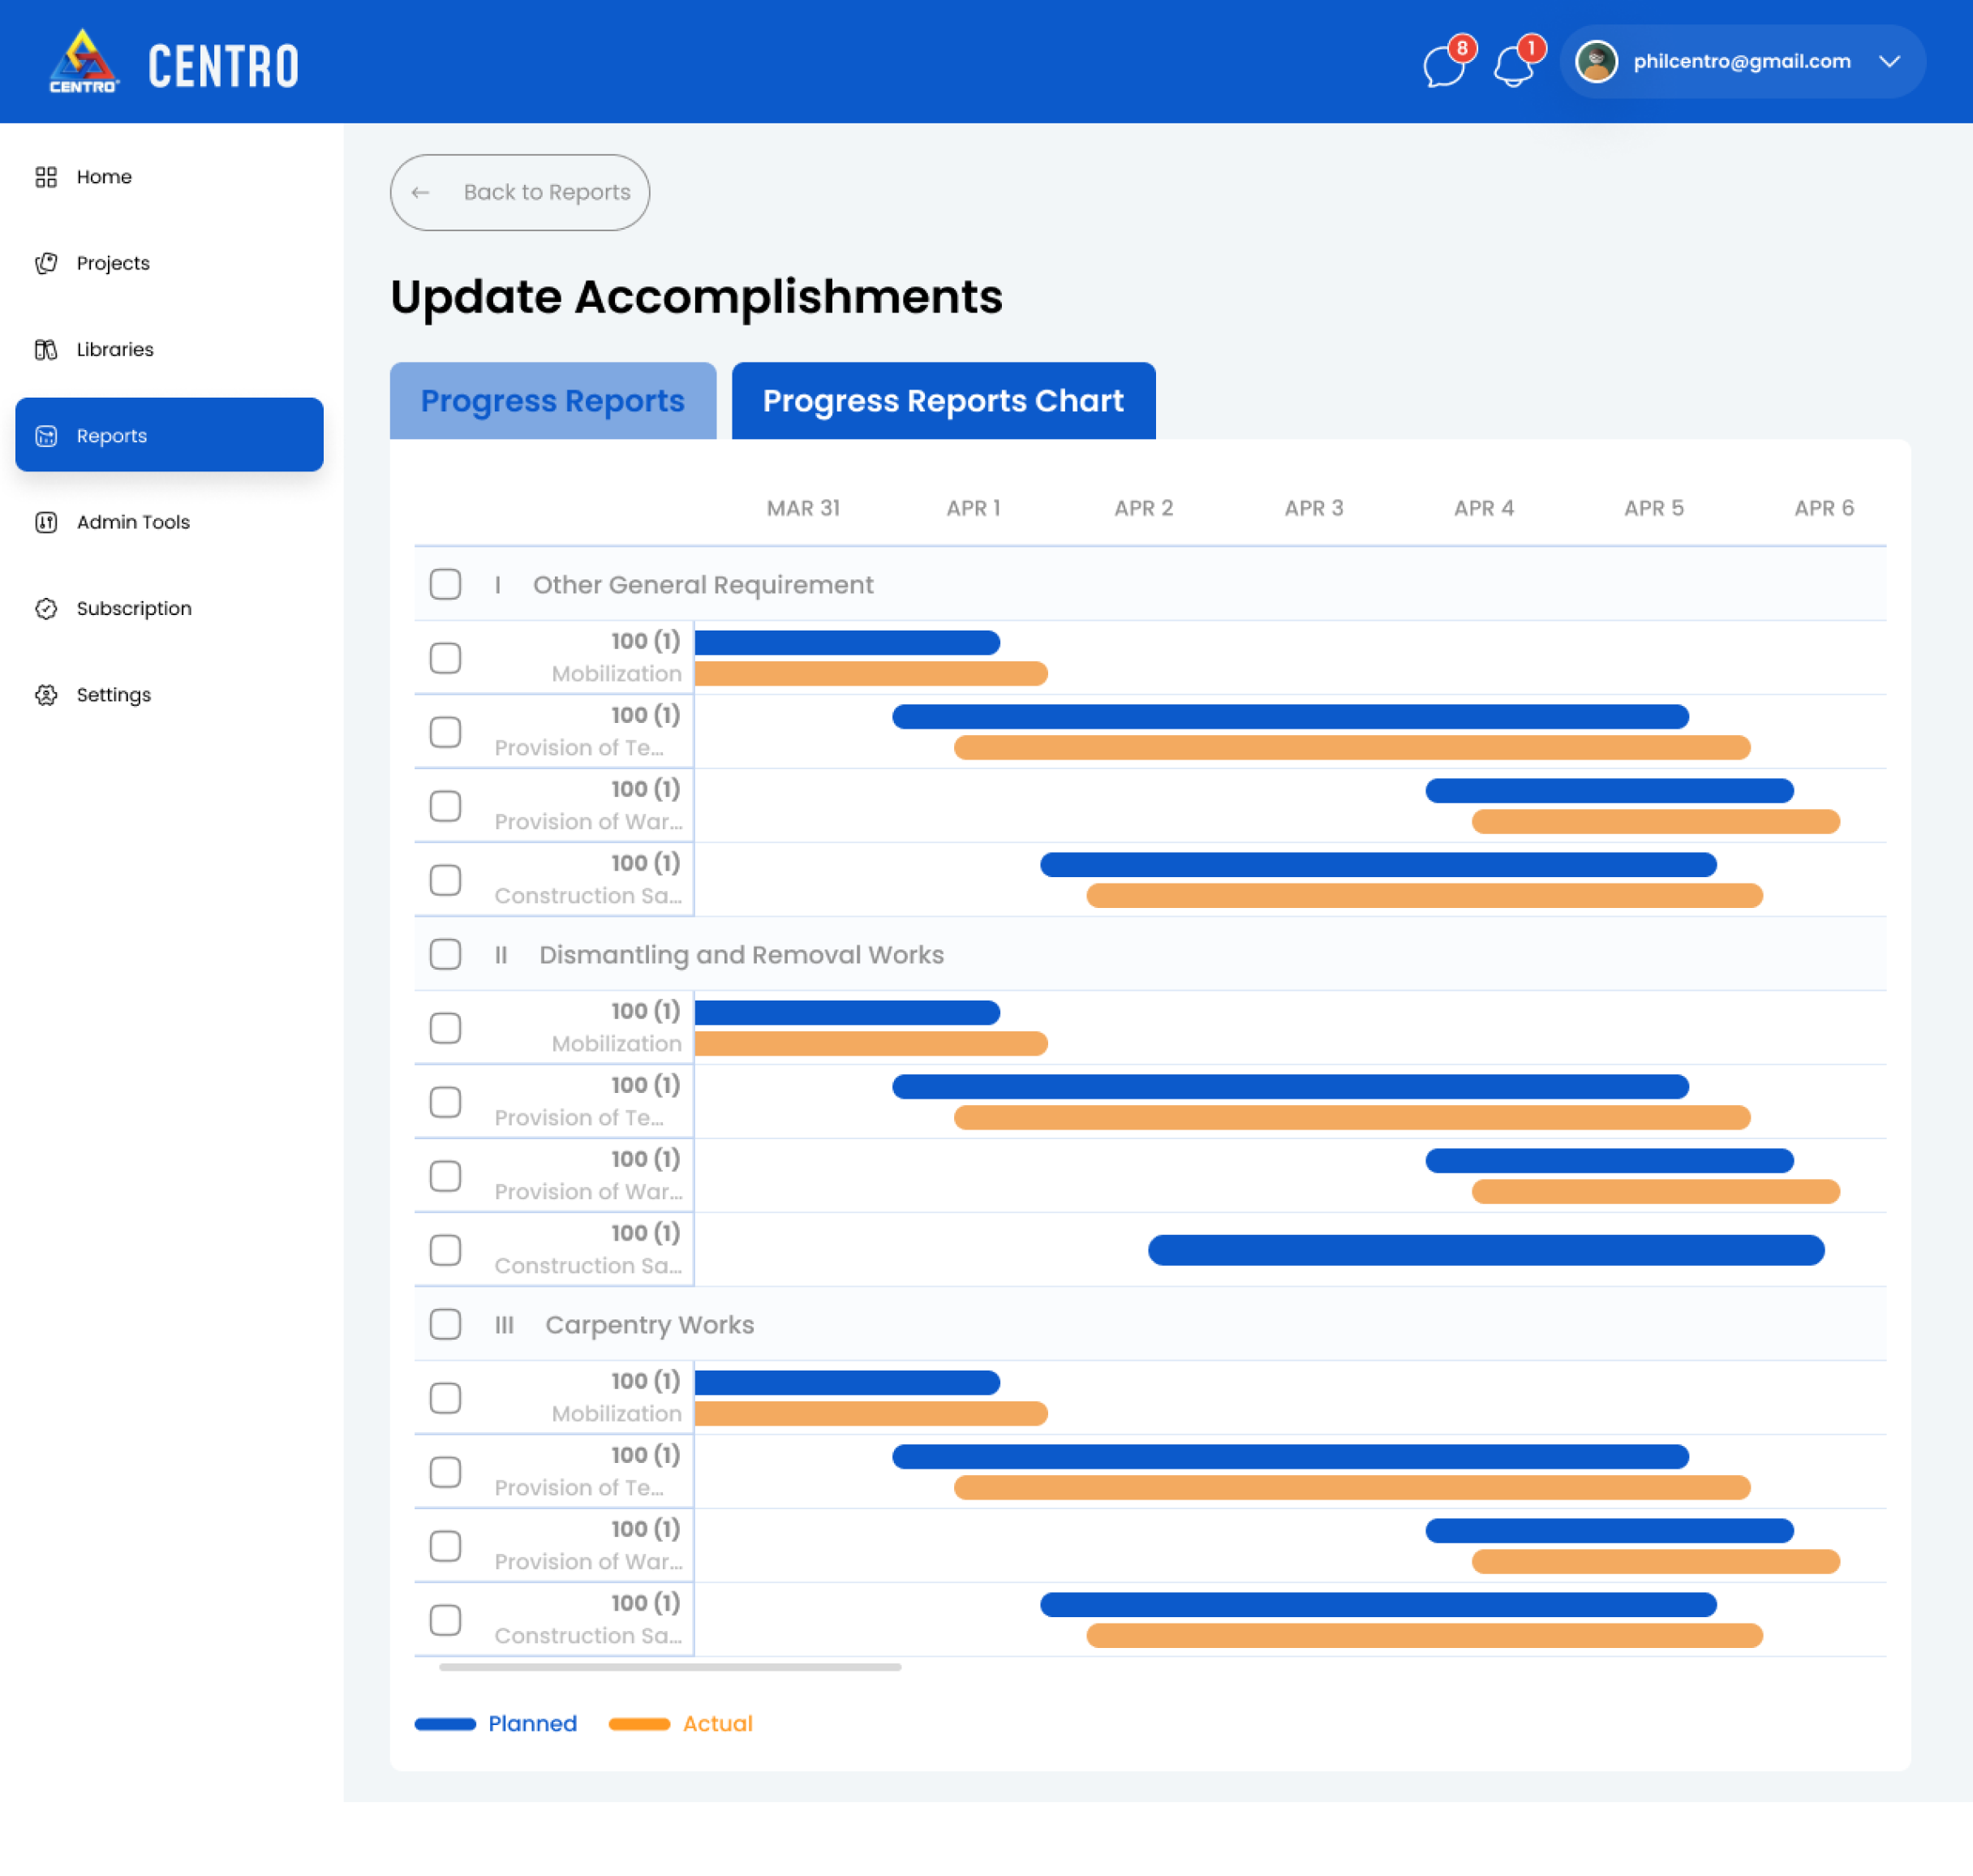 CENTRO
CENTRO
8
1
philcentro@gmail.com
Home
Projects
Libraries
Reports
Admin Tools
Subscription
Settings
Back to Reports
Update Accomplishments
Progress Reports
Progress Reports Chart
MAR 31 APR 1 APR 2 APR 3 APR 4 APR 5 APR 6
I Other General Requirement
100 (1)
Mobilization
100 (1)
Provision of Te...
100 (1)
Provision of War...
100 (1)
Construction Sa...
II Dismantling and Removal Works
100 (1)
Mobilization
100 (1)
Provision of Te...
100 (1)
Provision of War...
100 (1)
Construction Sa...
III Carpentry Works
100 (1)
Mobilization
100 (1)
Provision of Te...
100 (1)
Provision of War...
100 (1)
Construction Sa...
Planned Actual